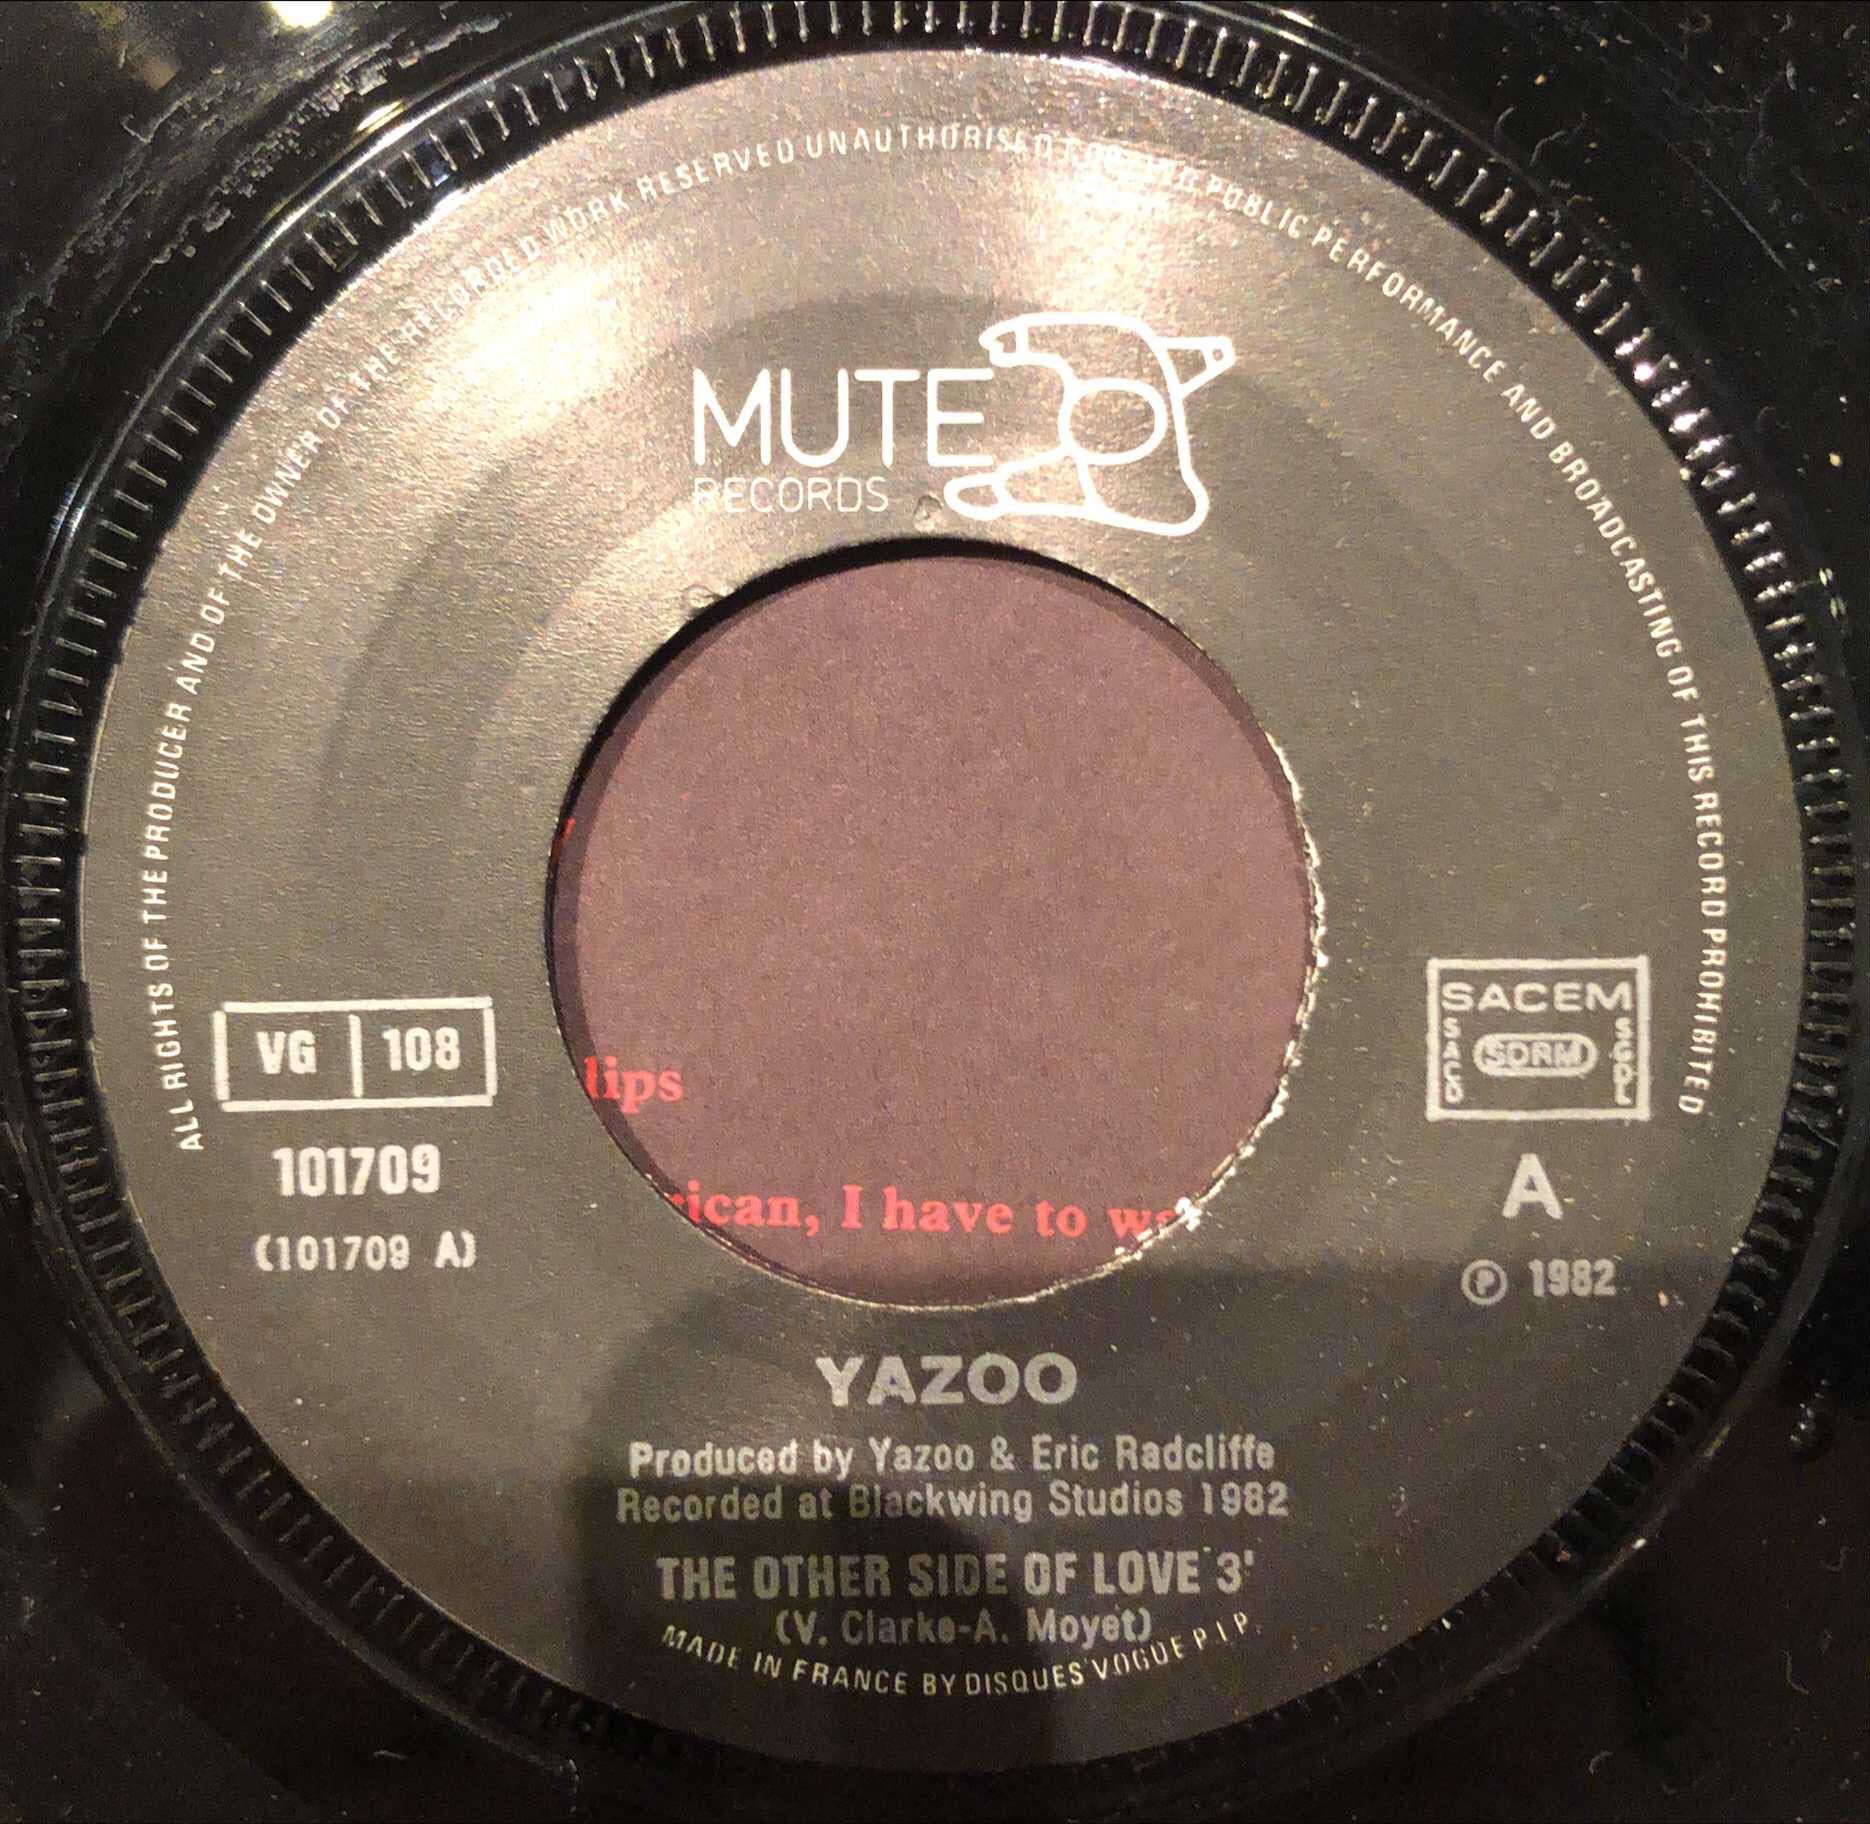 ALL RIGHTS OF THE PRODUCER AND OF THE OWNER OF THE RECORDED WORK RESERVED UNAUTHORISED PUBLIC PERFORMANCE AND BROADCASTING OF THIS RECORD PROHIBITED
MUTE
RECORDS
VG 108
101709
(101709 A)
SACEM
SACD SDRM SGDL
A
Ⓟ 1982
lips
I have to
YAZOO
Produced by Yazoo & Eric Radcliffe
Recorded at Blackwing Studios 1982
THE OTHER SIDE OF LOVE 3'
(V. Clarke-A. Moyet)
MADE IN FRANCE BY DISQUES VOGUE P.I.P.